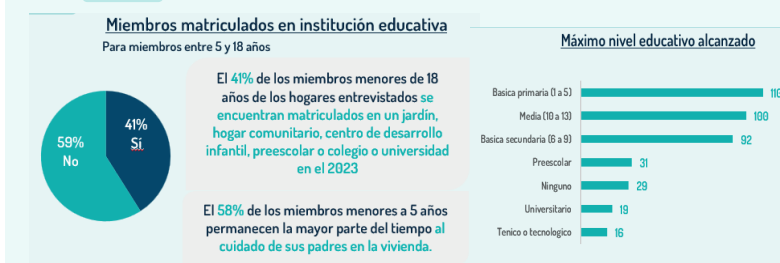 Miembros matriculados en institución educativa
Para miembros entre 5 y 18 años
59%
No
41%
Si
El 41% de los miembros menores de 18
años de los hogares entrevistados se
encuentran matriculados en un jardín,
hogar comunitario, centro de desarrollo
infantil, preescolar o colegio o universidad
en el 2023
El 58% de los miembros menores a 5 años
permanecen la mayor parte del tiempo al
cuidado de sus padres en la vivienda.
Máximo nivel educativo alcanzado
Basica primaria (1 a 5) 110
Media (10 a 13) 100
Basica secundaria (6 a 9) 92
Preescolar 31
Ninguno 29
Universitario 19
Tenico o tecnologico 16